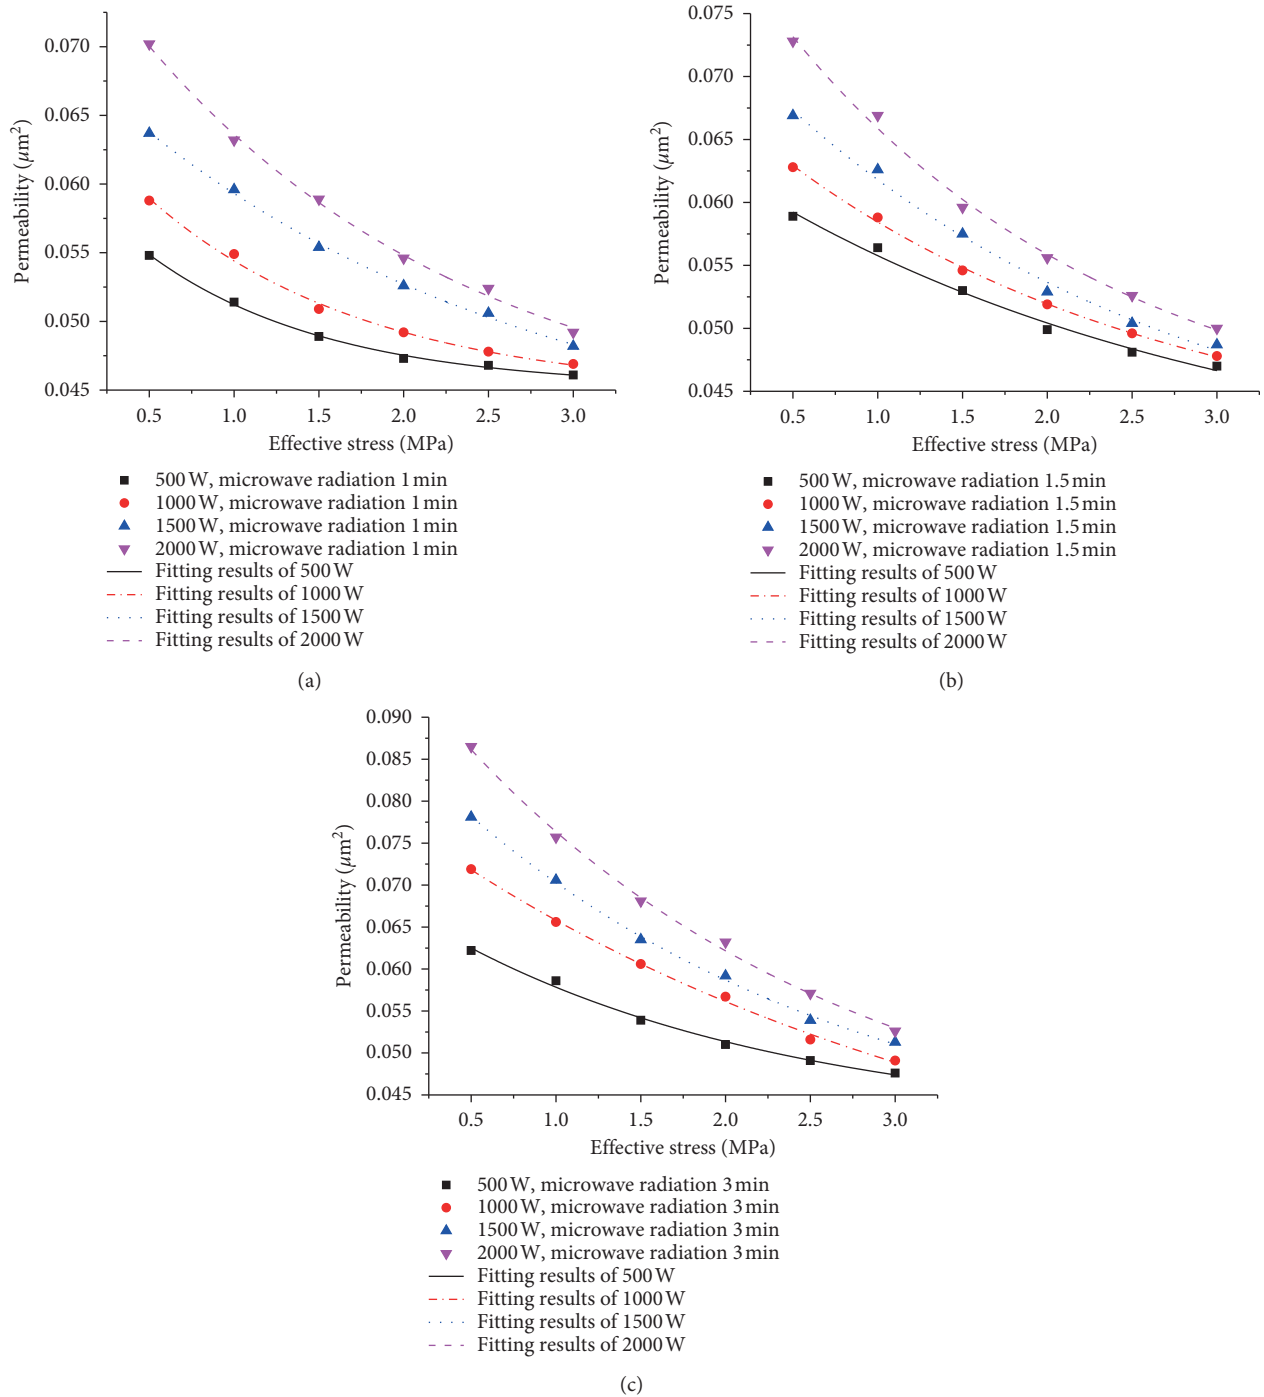 0.070
0.065
0.060
0.055
0.050
0.045
Permeability (μm²)
0.5 1.0 1.5 2.0 2.5 3.0
Effective stress (MPa)
500 W, microwave radiation 1 min
1000 W, microwave radiation 1 min
1500 W, microwave radiation 1 min
2000 W, microwave radiation 1 min
Fitting results of 500 W
Fitting results of 1000 W
Fitting results of 1500 W
Fitting results of 2000 W
(a)
0.075
0.070
0.065
0.060
0.055
0.050
0.045
Permeability (μm²)
0.5 1.0 1.5 2.0 2.5 3.0
Effective stress (MPa)
500 W, microwave radiation 1.5 min
1000 W, microwave radiation 1.5 min
1500 W, microwave radiation 1.5 min
2000 W, microwave radiation 1.5 min
Fitting results of 500 W
Fitting results of 1000 W
Fitting results of 1500 W
Fitting results of 2000 W
(b)
0.090
0.085
0.080
0.075
0.070
0.065
0.060
0.055
0.050
0.045
Permeability (μm²)
0.5 1.0 1.5 2.0 2.5 3.0
Effective stress (MPa)
500 W, microwave radiation 3 min
1000 W, microwave radiation 3 min
1500 W, microwave radiation 3 min
2000 W, microwave radiation 3 min
Fitting results of 500 W
Fitting results of 1000 W
Fitting results of 1500 W
Fitting results of 2000 W
(c)